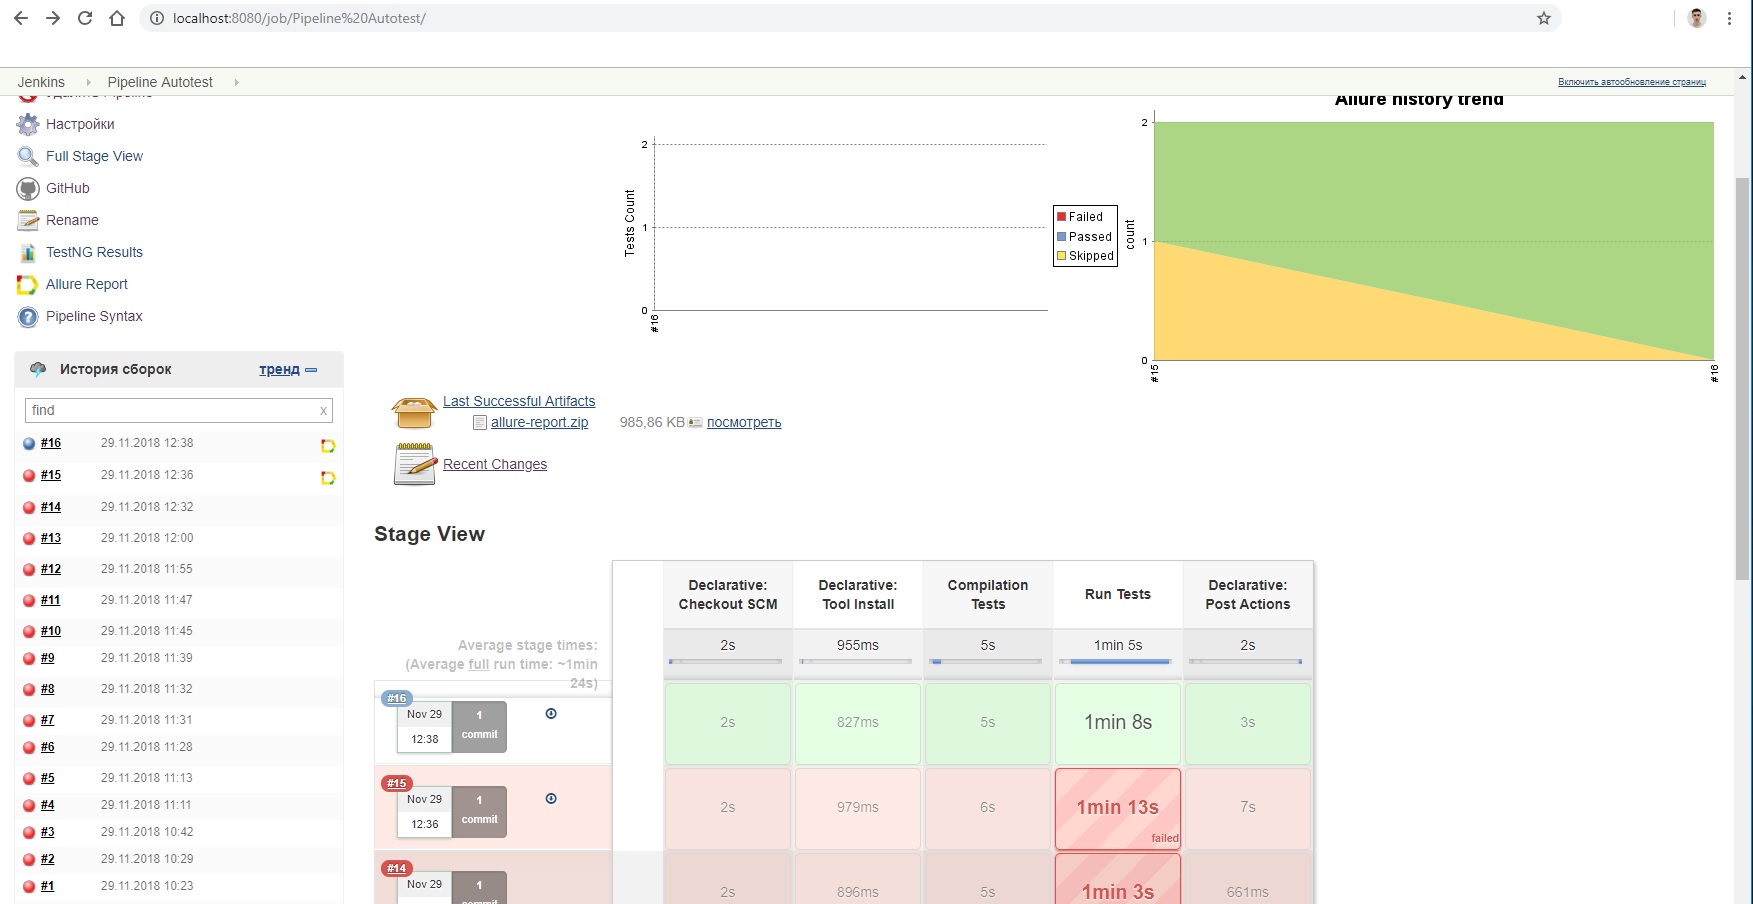 localhost:8080/job/Pipeline%20Autotest/
Jenkins
Pipeline Autotest
Включить автообновление страниц
Удалить Pipeline
Настройки
Full Stage View
GitHub
Rename
TestNG Results
Allure Report
Pipeline Syntax
История сборок
тренд
find
x
#16 29.11.2018 12:38
#15 29.11.2018 12:36
#14 29.11.2018 12:32
#13 29.11.2018 12:00
#12 29.11.2018 11:55
#11 29.11.2018 11:47
#10 29.11.2018 11:45
#9 29.11.2018 11:39
#8 29.11.2018 11:32
#7 29.11.2018 11:31
#6 29.11.2018 11:28
#5 29.11.2018 11:13
#4 29.11.2018 11:11
#3 29.11.2018 10:42
#2 29.11.2018 10:29
#1 29.11.2018 10:23
Tests Count
2
1
0
#16
Failed
Passed
Skipped
Allure history trend
count
2
1
0
#15
#16
Last Successful Artifacts
allure-report.zip 985,86 KB посмотреть
Recent Changes
Stage View
Declarative:
Checkout SCM
Declarative:
Tool Install
Compilation
Tests
Run Tests
Declarative:
Post Actions
Average stage times:
(Average full run time: ~1min
24s)
2s 955ms 5s 1min 5s 2s
#16
Nov 29
12:38
1
commit
2s 827ms 5s 1min 8s 3s
#15
Nov 29
12:36
1
commit
2s 979ms 6s 1min 13s 7s
failed
#14
Nov 29
1
commit
2s 896ms 5s 1min 3s 661ms